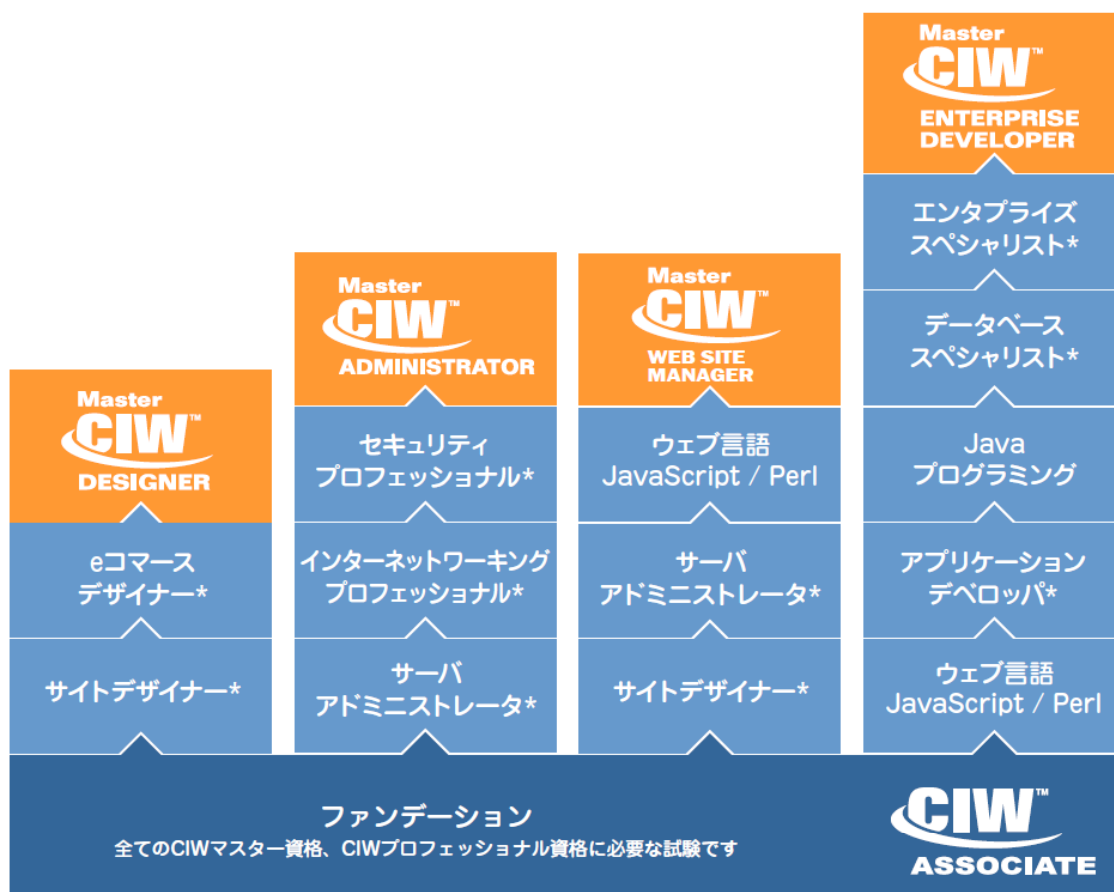 Master
CIW™
DESIGNER
eコマース
デザイナー*
サイトデザイナー*
Master
CIW™
ADMINISTRATOR
セキュリティ
プロフェッショナル*
インターネットワーキング
プロフェッショナル*
サーバ
アドミニストレータ*
Master
CIW™
WEB SITE
MANAGER
ウェブ言語
JavaScript / Perl
サーバ
アドミニストレータ*
サイトデザイナー*
Master
CIW™
ENTERPRISE
DEVELOPER
エンタプライズ
スペシャリスト*
データベース
スペシャリスト*
Java
プログラミング
アプリケーション
デベロッパ*
ウェブ言語
JavaScript / Perl
ファンデーション
全てのCIWマスター資格、CIWプロフェッショナル資格に必要な試験です
CIW™
ASSOCIATE